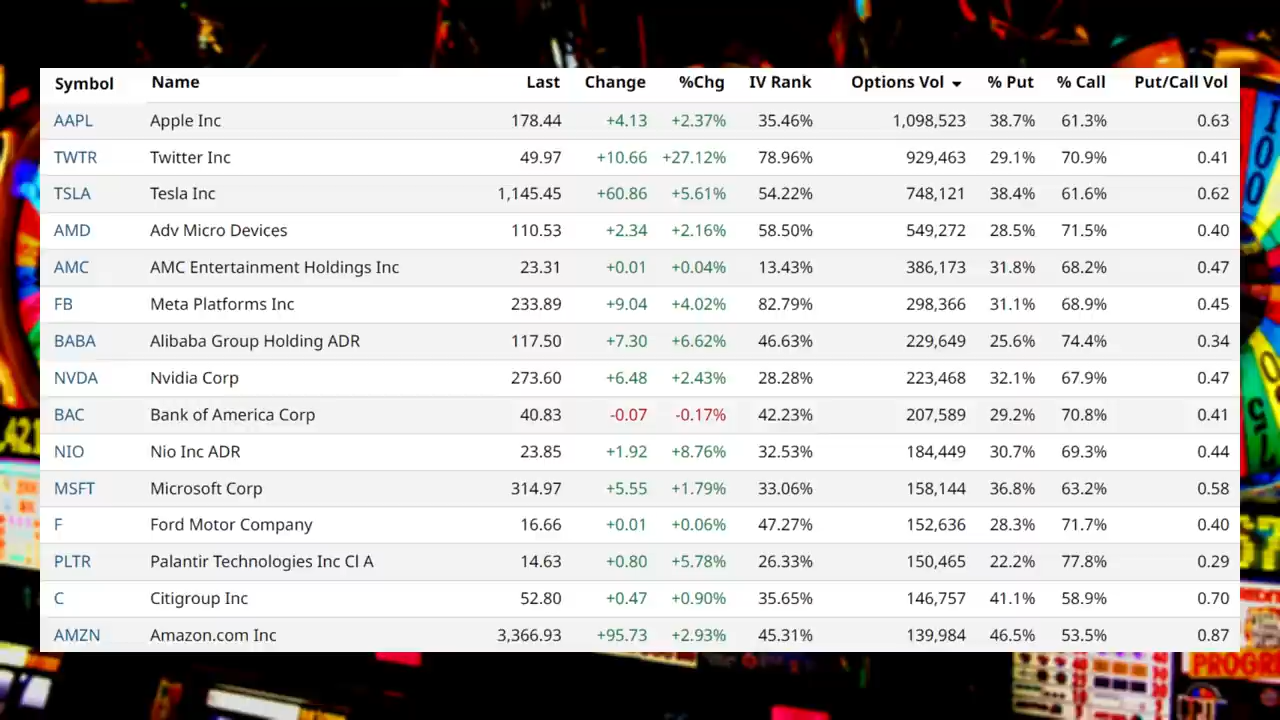 Symbol Name Last Change %Chg IV Rank Options Vol % Put % Call Put/Call Vol
AAPL Apple Inc 178.44 +4.13 +2.37% 35.46% 1,098,523 38.7% 61.3% 0.63
TWTR Twitter Inc 49.97 +10.66 +27.12% 78.96% 929,463 29.1% 70.9% 0.41
TSLA Tesla Inc 1,145.45 +60.86 +5.61% 54.22% 748,121 38.4% 61.6% 0.62
AMD Adv Micro Devices 110.53 +2.34 +2.16% 58.50% 549,272 28.5% 71.5% 0.40
AMC AMC Entertainment Holdings Inc 23.31 +0.01 +0.04% 13.43% 386,173 31.8% 68.2% 0.47
FB Meta Platforms Inc 233.89 +9.04 +4.02% 82.79% 298,366 31.1% 68.9% 0.45
BABA Alibaba Group Holding ADR 117.50 +7.30 +6.62% 46.63% 229,649 25.6% 74.4% 0.34
NVDA Nvidia Corp 273.60 +6.48 +2.43% 28.28% 223,468 32.1% 67.9% 0.47
BAC Bank of America Corp 40.83 -0.07 -0.17% 42.23% 207,589 29.2% 70.8% 0.41
NIO Nio Inc ADR 23.85 +1.92 +8.76% 32.53% 184,449 30.7% 69.3% 0.44
MSFT Microsoft Corp 314.97 +5.55 +1.79% 33.06% 158,144 36.8% 63.2% 0.58
F Ford Motor Company 16.66 +0.01 +0.06% 47.27% 152,636 28.3% 71.7% 0.40
PLTR Palantir Technologies Inc Cl A 14.63 +0.80 +5.78% 26.33% 150,465 22.2% 77.8% 0.29
C Citigroup Inc 52.80 +0.47 +0.90% 35.65% 146,757 41.1% 58.9% 0.70
AMZN Amazon.com Inc 3,366.93 +95.73 +2.93% 45.31% 139,984 46.5% 53.5% 0.87
PROGR